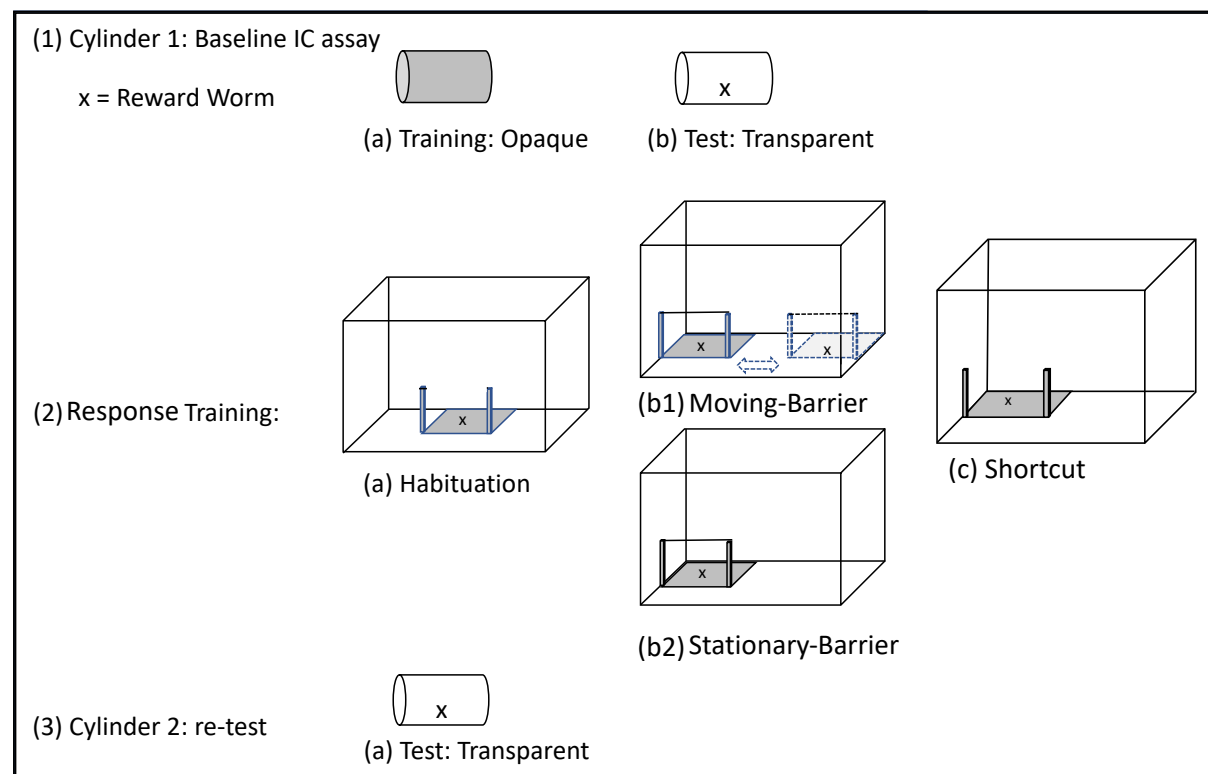 (1) Cylinder 1: Baseline IC assay
x = Reward Worm
x
(a) Training: Opaque
(b) Test: Transparent
(2) Response Training:
x
(a) Habituation
x
x
(b1) Moving-Barrier
x
(b2) Stationary-Barrier
x
(c) Shortcut
(3) Cylinder 2: re-test
x
(a) Test: Transparent